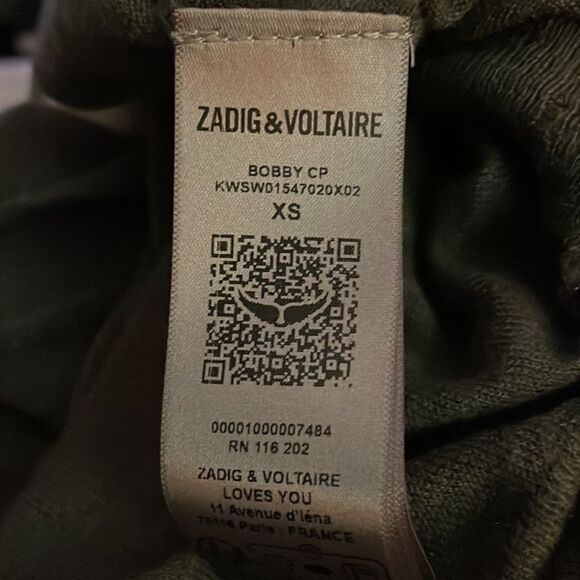 ZADIG&VOLTAIRE
BOBBY CP
KWSW01547020X02
XS
00001000007484
RN 116 202
ZADIG & VOLTAIRE
LOVES YOU
11 Avenue d'Iéna
75116 Paris - FRANCE